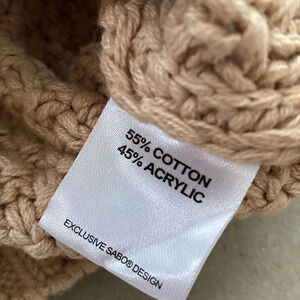 55% COTTON
45% ACRYLIC
EXCLUSIVE SABO® DESIGN